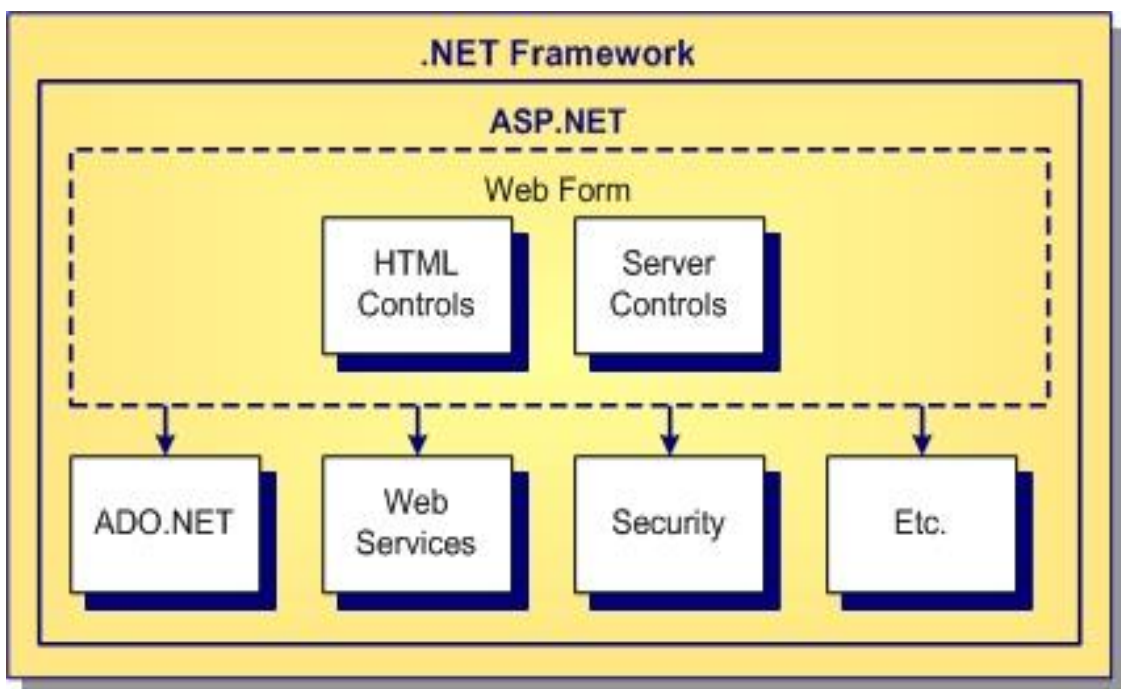 .NET Framework
ASP.NET
Web Form
HTML
Controls
Server
Controls
ADO.NET
Web
Services
Security
Etc.